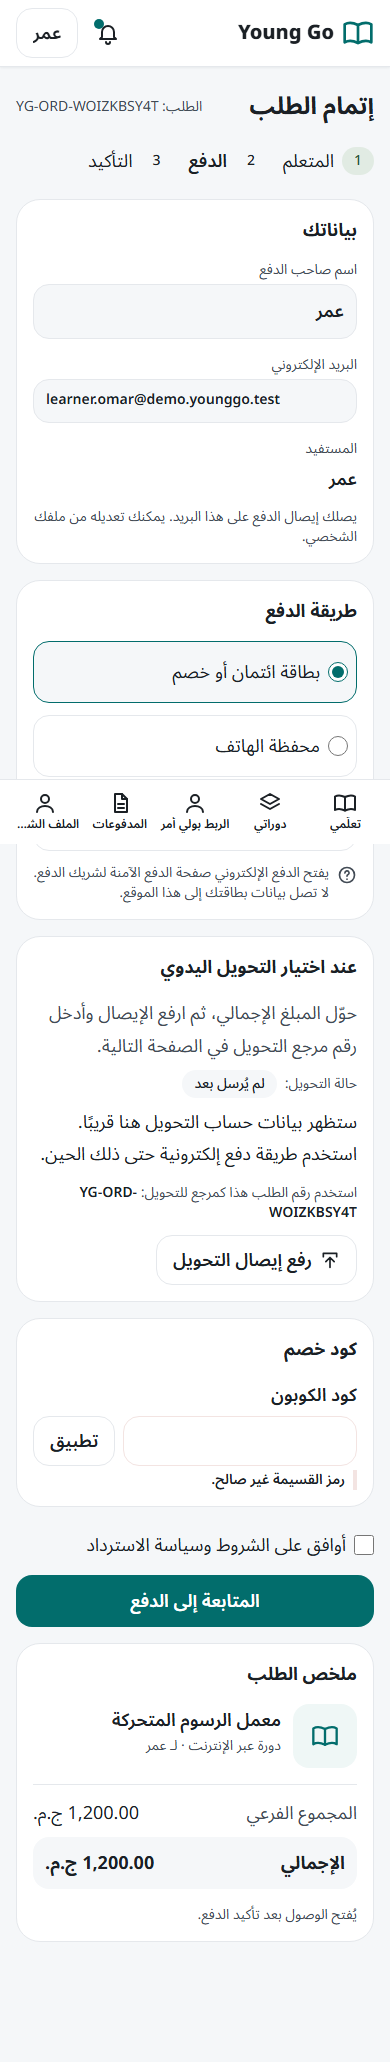 Young Go
عمر
إتمام الطلب
الطلب: YG-ORD-WOIZKBSY4T
1 المتعلم 2 الدفع 3 التأكيد
بياناتك
اسم صاحب الدفع
عمر
البريد الإلكتروني
learner.omar@demo.younggo.test
المستفيد
عمر
يصلك إيصال الدفع على هذا البريد. يمكنك تعديله من ملفك
الشخصي.
طريقة الدفع
بطاقة ائتمان أو خصم
محفظة الهاتف
تعلّمي
دوراتي
الربط بولي أمر
المدفوعات
الملف الش...
يفتح الدفع الإلكتروني صفحة الدفع الآمنة لشريك الدفع.
لا تصل بيانات بطاقتك إلى هذا الموقع.
عند اختيار التحويل اليدوي
حوّل المبلغ الإجمالي، ثم ارفع الإيصال وأدخل
رقم مرجع التحويل في الصفحة التالية.
حالة التحويل: لم يُرسل بعد
ستظهر بيانات حساب التحويل هنا قريبًا.
استخدم طريقة دفع إلكترونية حتى ذلك الحين.
استخدم رقم الطلب هذا كمرجع للتحويل: YG-ORD-
WOIZKBSY4T
رفع إيصال التحويل
كود خصم
كود الكوبون
تطبيق
رمز القسيمة غير صالح.
أوافق على الشروط وسياسة الاسترداد
المتابعة إلى الدفع
ملخص الطلب
معمل الرسوم المتحركة
دورة عبر الإنترنت · لـ عمر
المجموع الفرعي 1,200.00 ج.م.
الإجمالي 1,200.00 ج.م.
يُفتح الوصول بعد تأكيد الدفع.